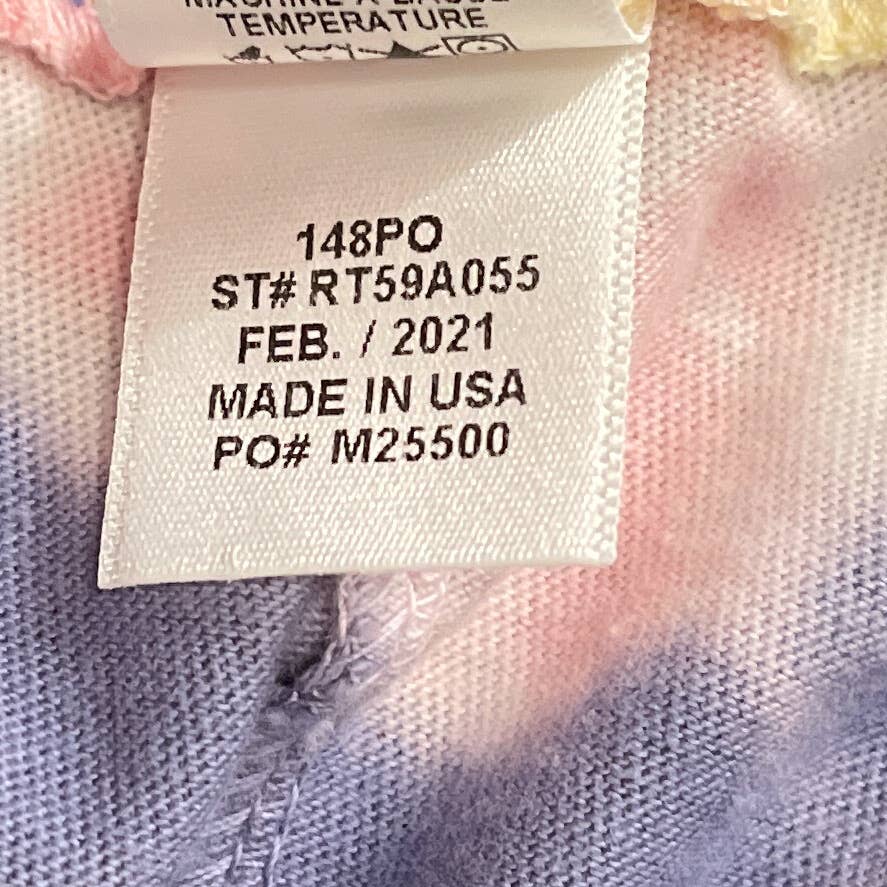 TEMPERATURE
148PO
ST# RT59A055
FEB. / 2021
MADE IN USA
PO# M25500